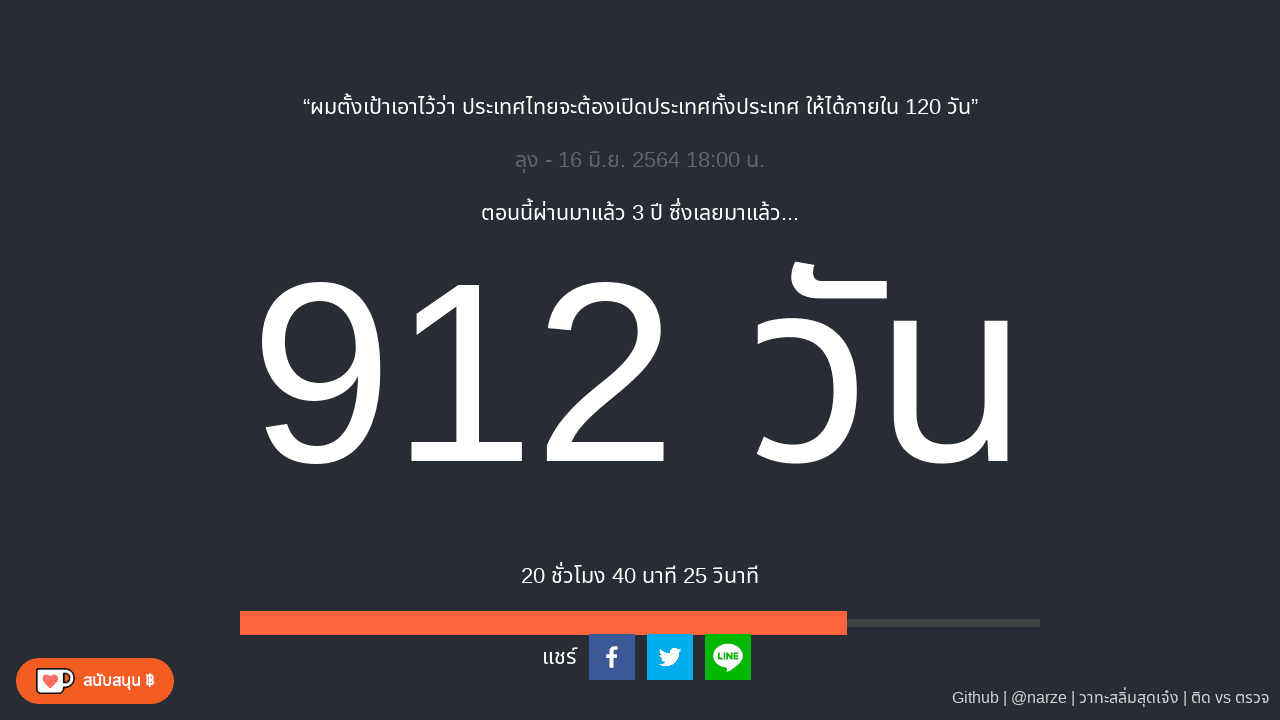 “ผมตั้งเป้าเอาไว้ว่า ประเทศไทยจะต้องเปิดประเทศทั้งประเทศ ให้ได้ภายใน 120 วัน”
ลุง - 16 มิ.ย. 2564 18:00 น.
ตอนนี้ผ่านมาแล้ว 3 ปี ซึ่งเลยมาแล้ว...
912 วัน
20 ชั่วโมง 40 นาที 25 วินาที
แชร์
LINE
สนับสนุน ฿
Github | @narze | วาทะสลิ่มสุดเจ๋ง | ติด vs ตรวจ